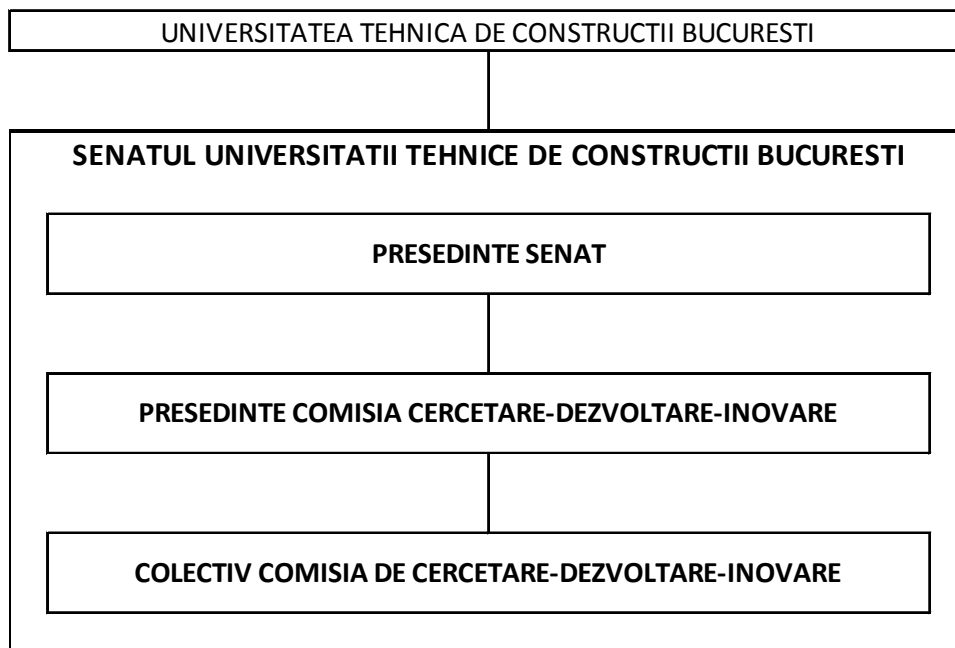 UNIVERSITATEA TEHNICA DE CONSTRUCTII BUCURESTI
SENATUL UNIVERSITATII TEHNICE DE CONSTRUCTII BUCURESTI
PRESEDINTE SENAT
PRESEDINTE COMISIA CERCETARE-DEZVOLTARE-INOVARE
COLECTIV COMISIA DE CERCETARE-DEZVOLTARE-INOVARE